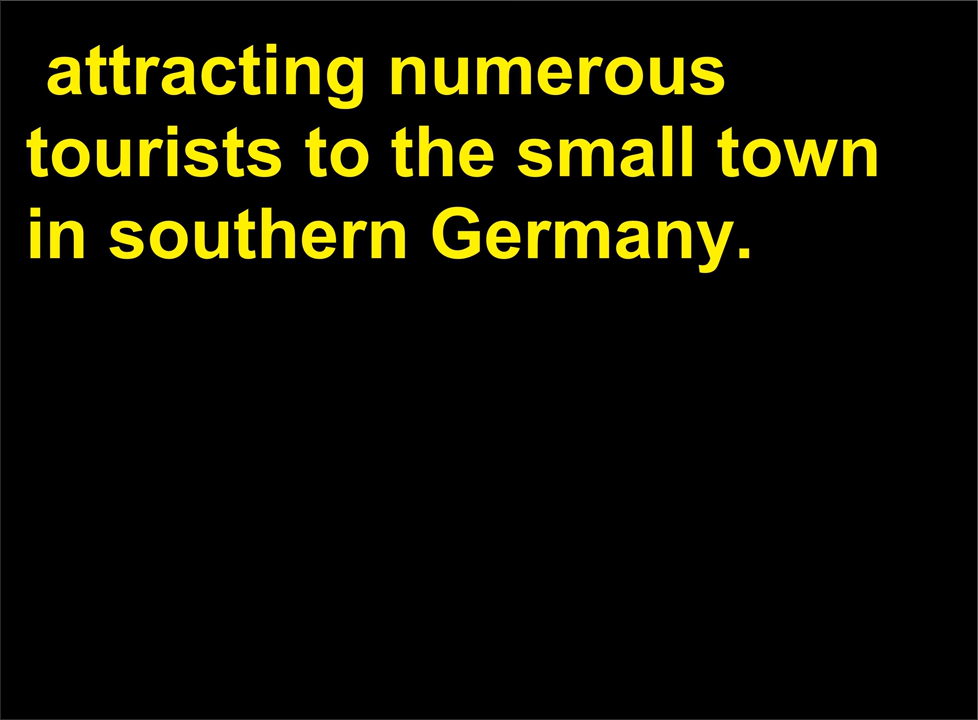 attracting numerous
tourists to the small town
in southern Germany.